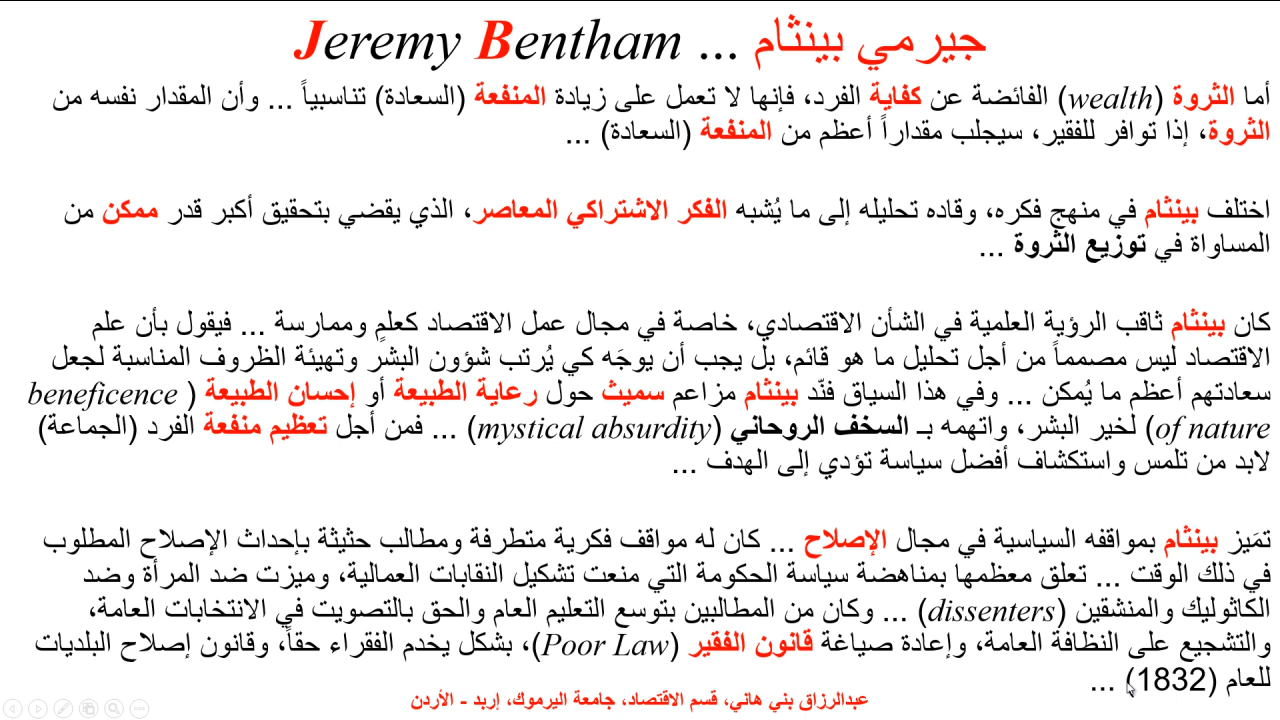 جيرمي بينثام ... Jeremy Bentham
أما الثروة (wealth) الفائضة عن كفاية الفرد، فإنها لا تعمل على زيادة المنفعة (السعادة) تناسبياً ... وأن المقدار نفسه من
الثروة، إذا توافر للفقير، سيجلب مقداراً أعظم من المنفعة (السعادة) ...
اختلف بينثام في منهج فكره، وقاده تحليله إلى ما يُشبه الفكر الاشتراكي المعاصر، الذي يقضي بتحقيق أكبر قدر ممكن من
المساواة في توزيع الثروة ...
كان بينثام ثاقب الرؤية العلمية في الشأن الاقتصادي، خاصة في مجال عمل الاقتصاد كعلمٍ وممارسة ... فيقول بأن علم
الاقتصاد ليس مصمماً من أجل تحليل ما هو قائم، بل يجب أن يوجَه كي يُرتب شؤون البشر وتهيئة الظروف المناسبة لجعل
سعادتهم أعظم ما يُمكن ... وفي هذا السياق فنّد بينثام مزاعم سميث حول رعاية الطبيعة أو إحسان الطبيعة (beneficence
of nature) لخير البشر، واتهمه بـ السخف الروحاني (mystical absurdity) ... فمن أجل تعظيم منفعة الفرد (الجماعة)
لابد من تلمس واستكشاف أفضل سياسة تؤدي إلى الهدف ...
تمَيز بينثام بمواقفه السياسية في مجال الإصلاح ... كان له مواقف فكرية متطرفة ومطالب حثيثة بإحداث الإصلاح المطلوب
في ذلك الوقت ... تعلق معظمها بمناهضة سياسة الحكومة التي منعت تشكيل النقابات العمالية، وميزت ضد المرأة وضد
الكاثوليك والمنشقين (dissenters) ... وكان من المطالبين بتوسع التعليم العام والحق بالتصويت في الانتخابات العامة،
والتشجيع على النظافة العامة، وإعادة صياغة قانون الفقير (Poor Law)، بشكل يخدم الفقراء حقاً، وقانون إصلاح البلديات
للعام (1832) ...
عبدالرزاق بني هاني، قسم الاقتصاد، جامعة اليرموك، إربد - الأردن